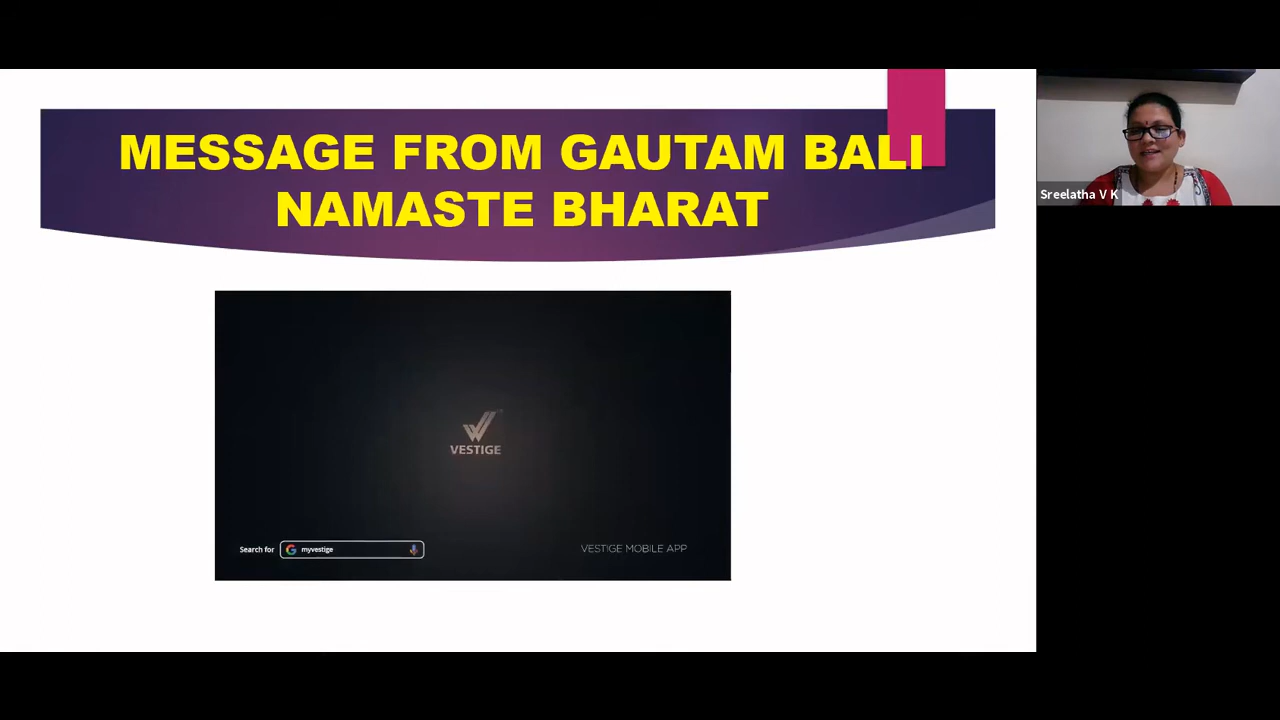 MESSAGE FROM GAUTAM BALI
NAMASTE BHARAT
Sreelatha V K
VESTIGE
Search for myvestige
VESTIGE MOBILE APP